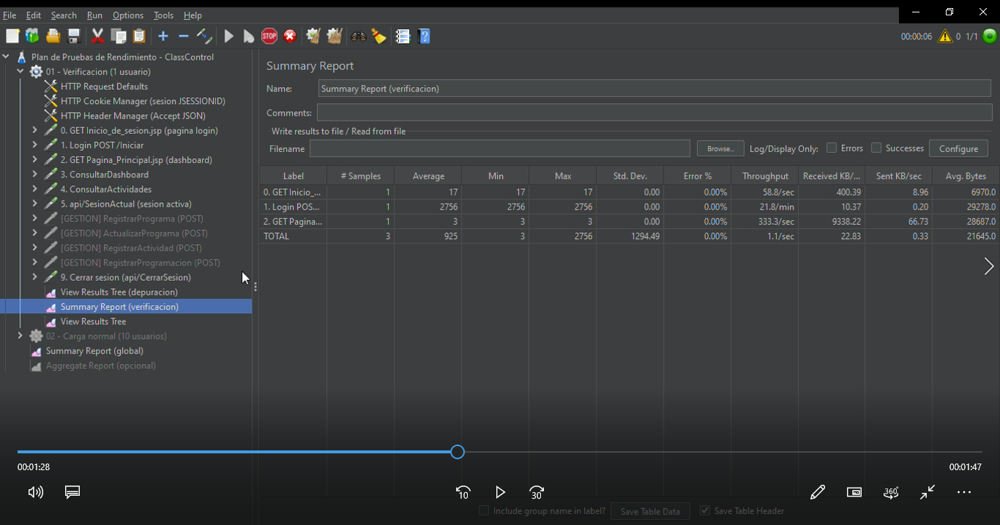 File Edit Search Run Options Tools Help
STOP
00:00:06 0 1/1
Plan de Pruebas de Rendimiento - ClassControl
01 - Verificacion (1 usuario)
HTTP Request Defaults
HTTP Cookie Manager (sesion JSESSIONID)
HTTP Header Manager (Accept JSON)
0. GET Inicio_de_sesion.jsp (pagina login)
1. Login POST /Iniciar
2. GET Pagina_Principal.jsp (dashboard)
3. ConsultarDashboard
4. ConsultarActividades
5. api/SesionActual (sesion activa)
[GESTION] RegistrarPrograma (POST)
[GESTION] ActualizarPrograma (POST)
[GESTION] RegistrarActividad (POST)
[GESTION] RegistrarProgramacion (POST)
9. Cerrar sesion (api/CerrarSesion)
View Results Tree (depuracion)
Summary Report (verificacion)
View Results Tree
02 - Carga normal (10 usuarios)
Summary Report (global)
Aggregate Report (opcional)
Summary Report
Name: Summary Report (verificacion)
Comments:
Write results to file / Read from file
Filename Browse... Log/Display Only: Errors Successes Configure
Label # Samples Average Min Max Std. Dev. Error % Throughput Received KB/... Sent KB/sec Avg. Bytes
0. GET Inicio_... 1 17 17 17 0.00 0.00% 58.8/sec 400.39 8.96 6970.0
1. Login POS... 1 2756 2756 2756 0.00 0.00% 21.8/min 10.37 0.20 29278.0
2. GET Pagina... 1 3 3 3 0.00 0.00% 333.3/sec 9338.22 66.73 28687.0
TOTAL 3 925 3 2756 1294.49 0.00% 1.1/sec 22.83 0.33 21645.0
00:01:28 00:01:47
10 30 360°
Include group name in label? Save Table Data Save Table Header